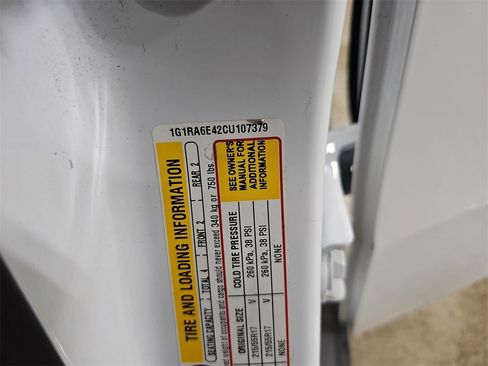 1G1RA6E42CU107379
TIRE AND LOADING INFORMATION
SEATING CAPACITY | TOTAL 4 | FRONT 2 | REAR 2
weight of occupants and cargo should never exceed 340 kg or 750 lbs.
ORIGINAL SIZE COLD TIRE PRESSURE
215/55R17 V 260 kPa, 38 PSI
215/55R17 V 260 kPa, 38 PSI
NONE NONE
SEE OWNER'S
MANUAL FOR
ADDITIONAL
INFORMATION